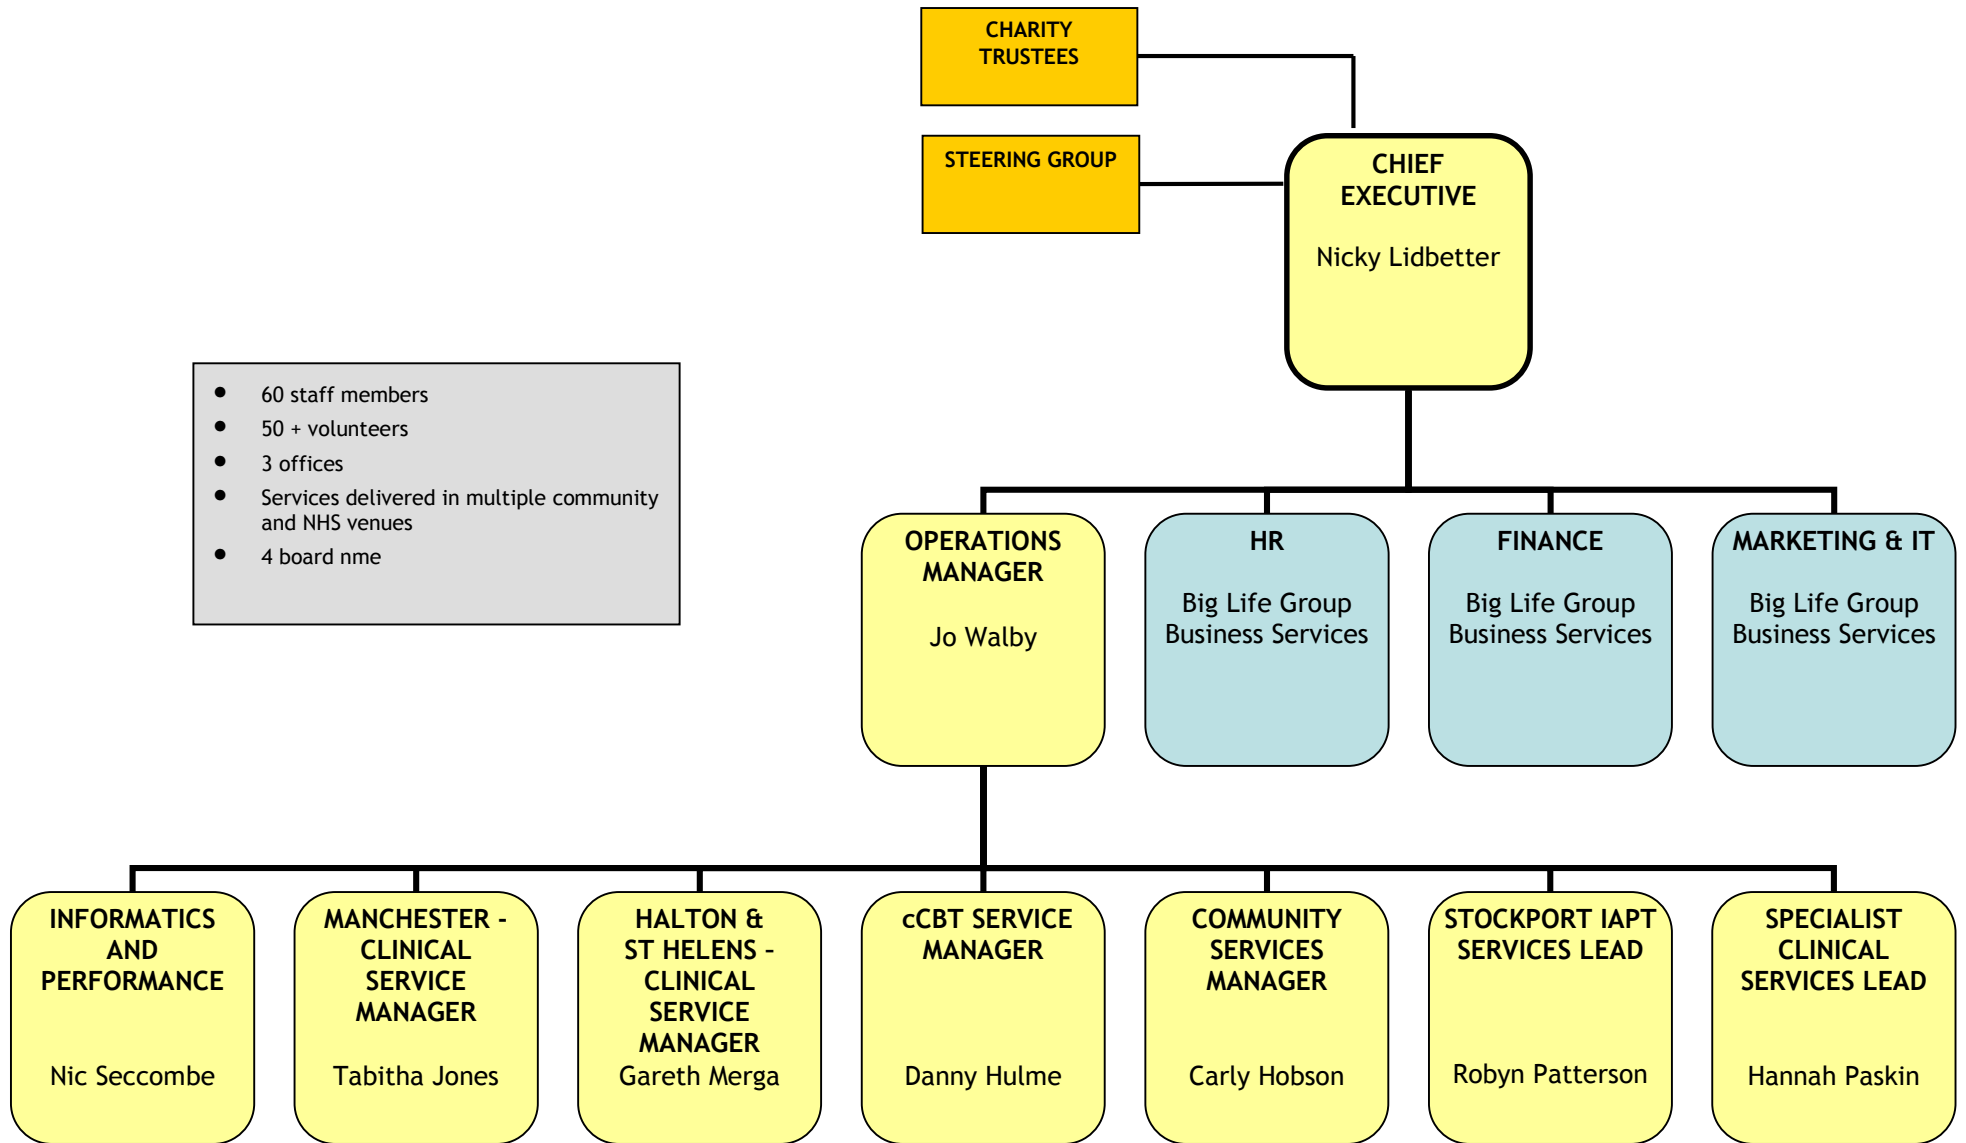 CHARITY
TRUSTEES
STEERING GROUP
CHIEF
EXECUTIVE
Nicky Lidbetter
● 60 staff members
● 50 + volunteers
● 3 offices
● Services delivered in multiple community
and NHS venues
● 4 board nme
OPERATIONS
MANAGER
Jo Walby
HR
Big Life Group
Business Services
FINANCE
Big Life Group
Business Services
MARKETING & IT
Big Life Group
Business Services
INFORMATICS
AND
PERFORMANCE
Nic Seccombe
MANCHESTER -
CLINICAL
SERVICE
MANAGER
Tabitha Jones
HALTON &
ST HELENS –
CLINICAL
SERVICE
MANAGER
Gareth Merga
cCBT SERVICE
MANAGER
Danny Hulme
COMMUNITY
SERVICES
MANAGER
Carly Hobson
STOCKPORT IAPT
SERVICES LEAD
Robyn Patterson
SPECIALIST
CLINICAL
SERVICES LEAD
Hannah Paskin